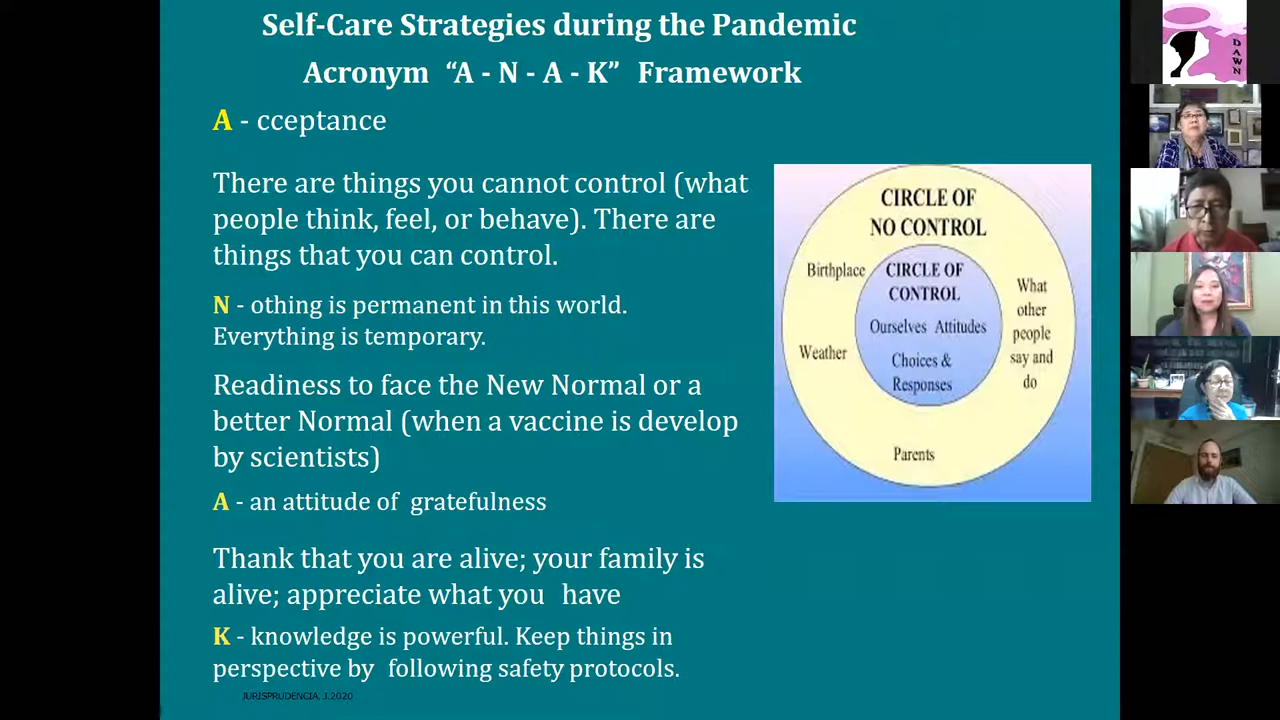 Self-Care Strategies during the Pandemic
Acronym “A - N - A - K” Framework
A - cceptance
There are things you cannot control (what
people think, feel, or behave). There are
things that you can control.
N - othing is permanent in this world.
Everything is temporary.
Readiness to face the New Normal or a
better Normal (when a vaccine is develop
by scientists)
A - an attitude of gratefulness
Thank that you are alive; your family is
alive; appreciate what you have
K - knowledge is powerful. Keep things in
perspective by following safety protocols.
JURISPRUDENCIA, J.2020
CIRCLE OF
NO CONTROL
Birthplace
CIRCLE OF
CONTROL
Ourselves Attitudes
Choices &
Responses
What
other
people
say and
do
Weather
Parents
DAWN